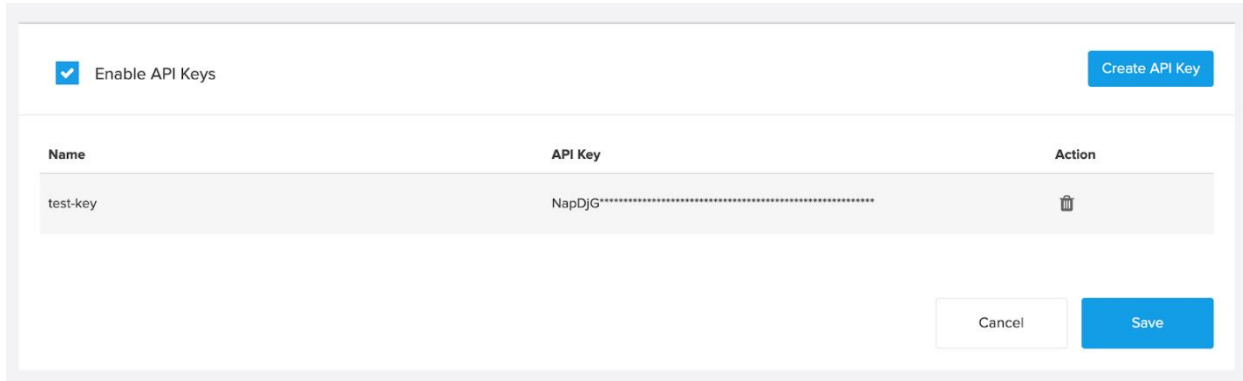 Enable API Keys
Create API Key
Name API Key Action
test-key NapDjG**********************************************************
Cancel Save